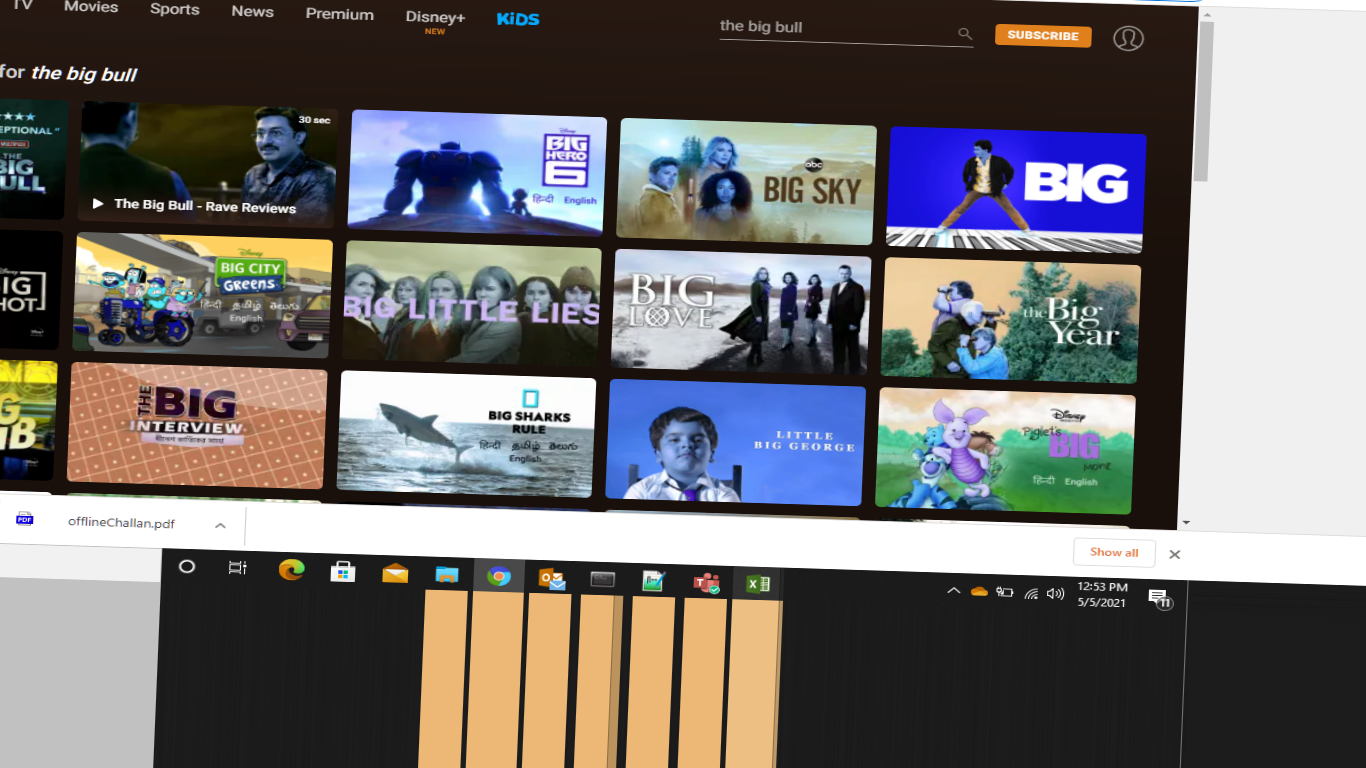 TV Movies Sports News Premium Disney+ KiDS
NEW
the big bull
SUBSCRIBE
for the big bull
EPTIONAL"
THE
BIG
BULL
30 sec
The Big Bull - Rave Reviews
Disney
BIG
HERO
6
हिन्दी English
abc
BIG SKY
BIG
IG
HOT
Disney
BIG CITY
GREENS
हिन्दी தமிழ் తెలుగు
English
BIG LITTLE LIES
BIG
LOVE
the Big
Year
THE
BIG
INTERVIEW
BIG SHARKS
RULE
हिन्दी தமிழ் తెలుగు
English
LITTLE
BIG GEORGE
Disney
Piglet's
BIG
MOVIE
हिन्दी English
PDF
offlineChallan.pdf
Show all
12:53 PM
5/5/2021
11